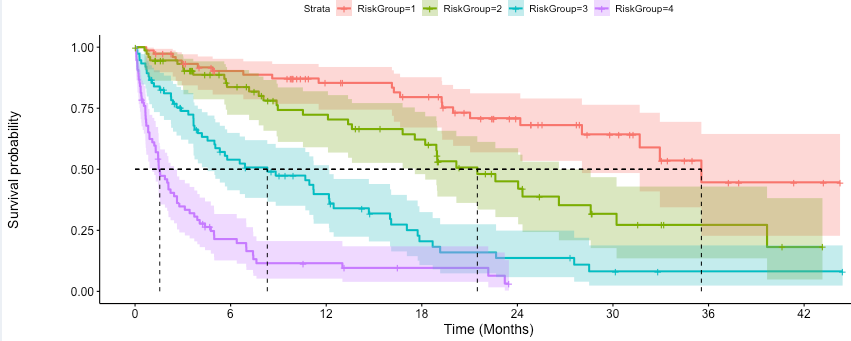 Strata RiskGroup=1 RiskGroup=2 RiskGroup=3 RiskGroup=4
1.00
0.75
0.50
0.25
0.00
Survival probability
0 6 12 18 24 30 36 42
Time (Months)